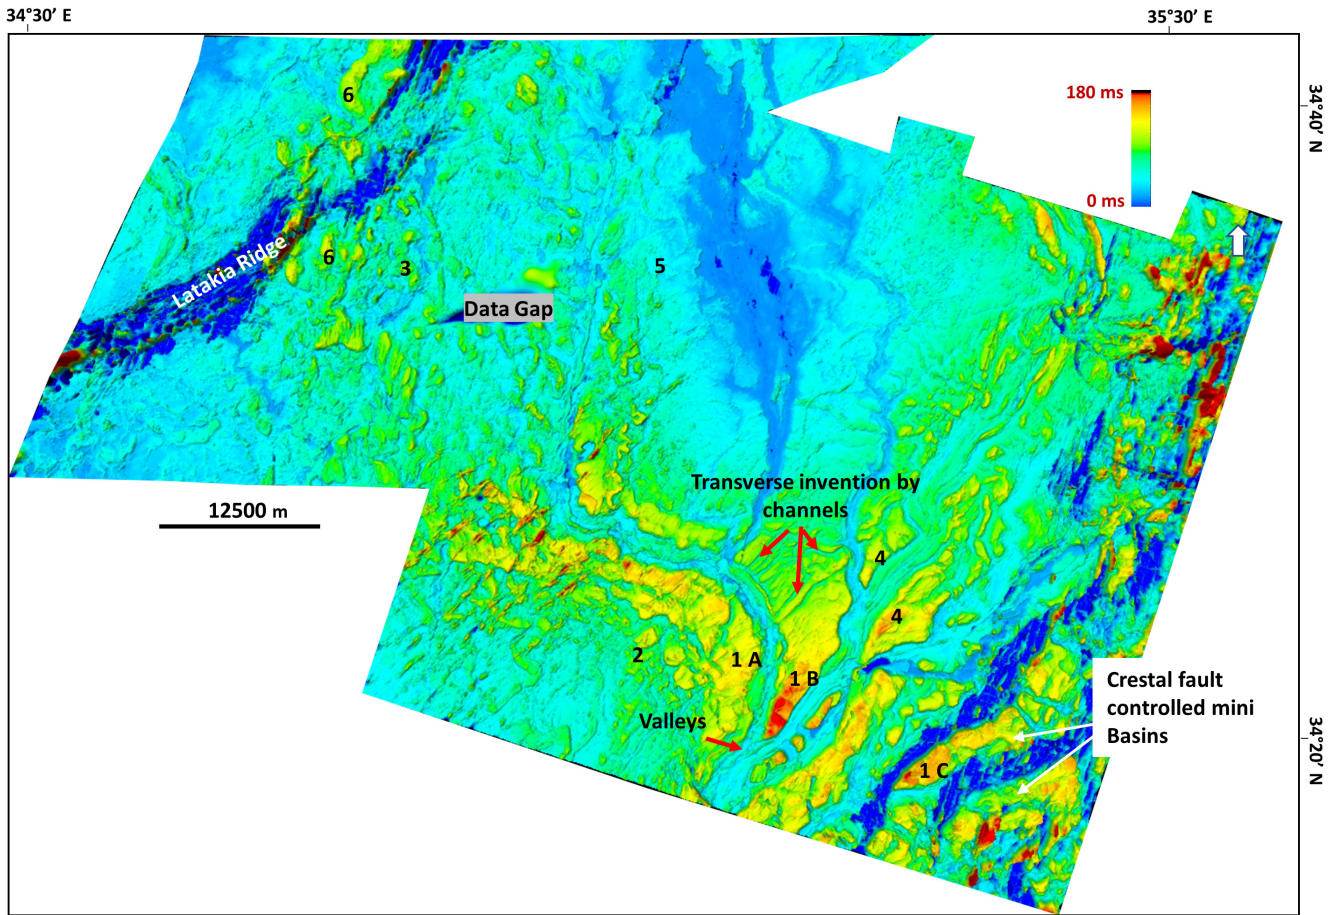 34°30’ E
35°30’ E
6
180 ms
0 ms
34°40’ N
Latakia Ridge
6
3
5
Data Gap
12500 m
Transverse invention by
channels
4
4
2
1 A
1 B
Valleys
Crestal fault
controlled mini
Basins
1 C
34°20’ N